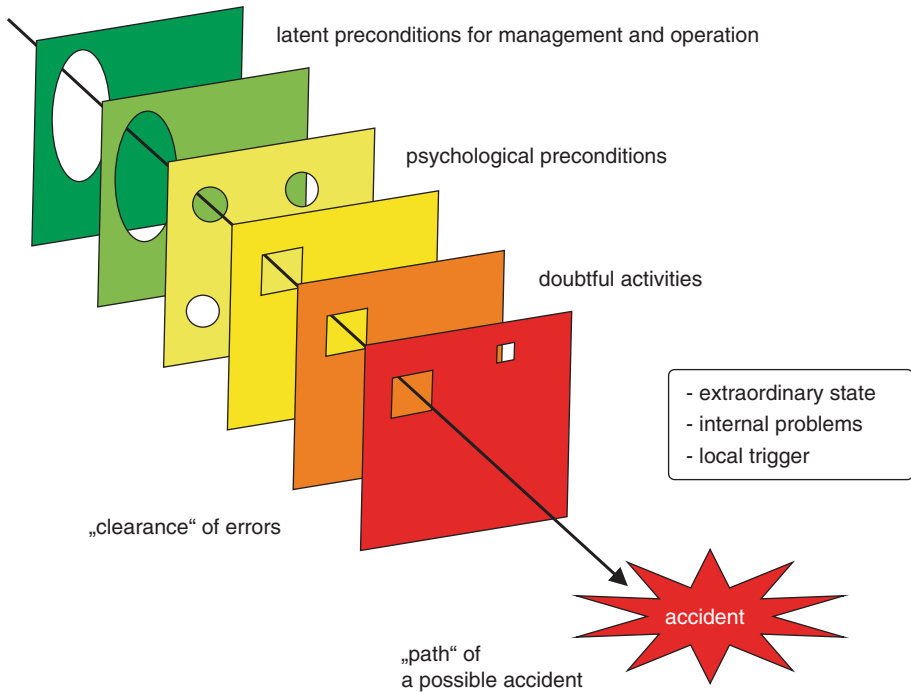 latent preconditions for management and operation
psychological preconditions
doubtful activities
- extraordinary state
- internal problems
- local trigger
„clearance“ of errors
accident
„path“ of
a possible accident